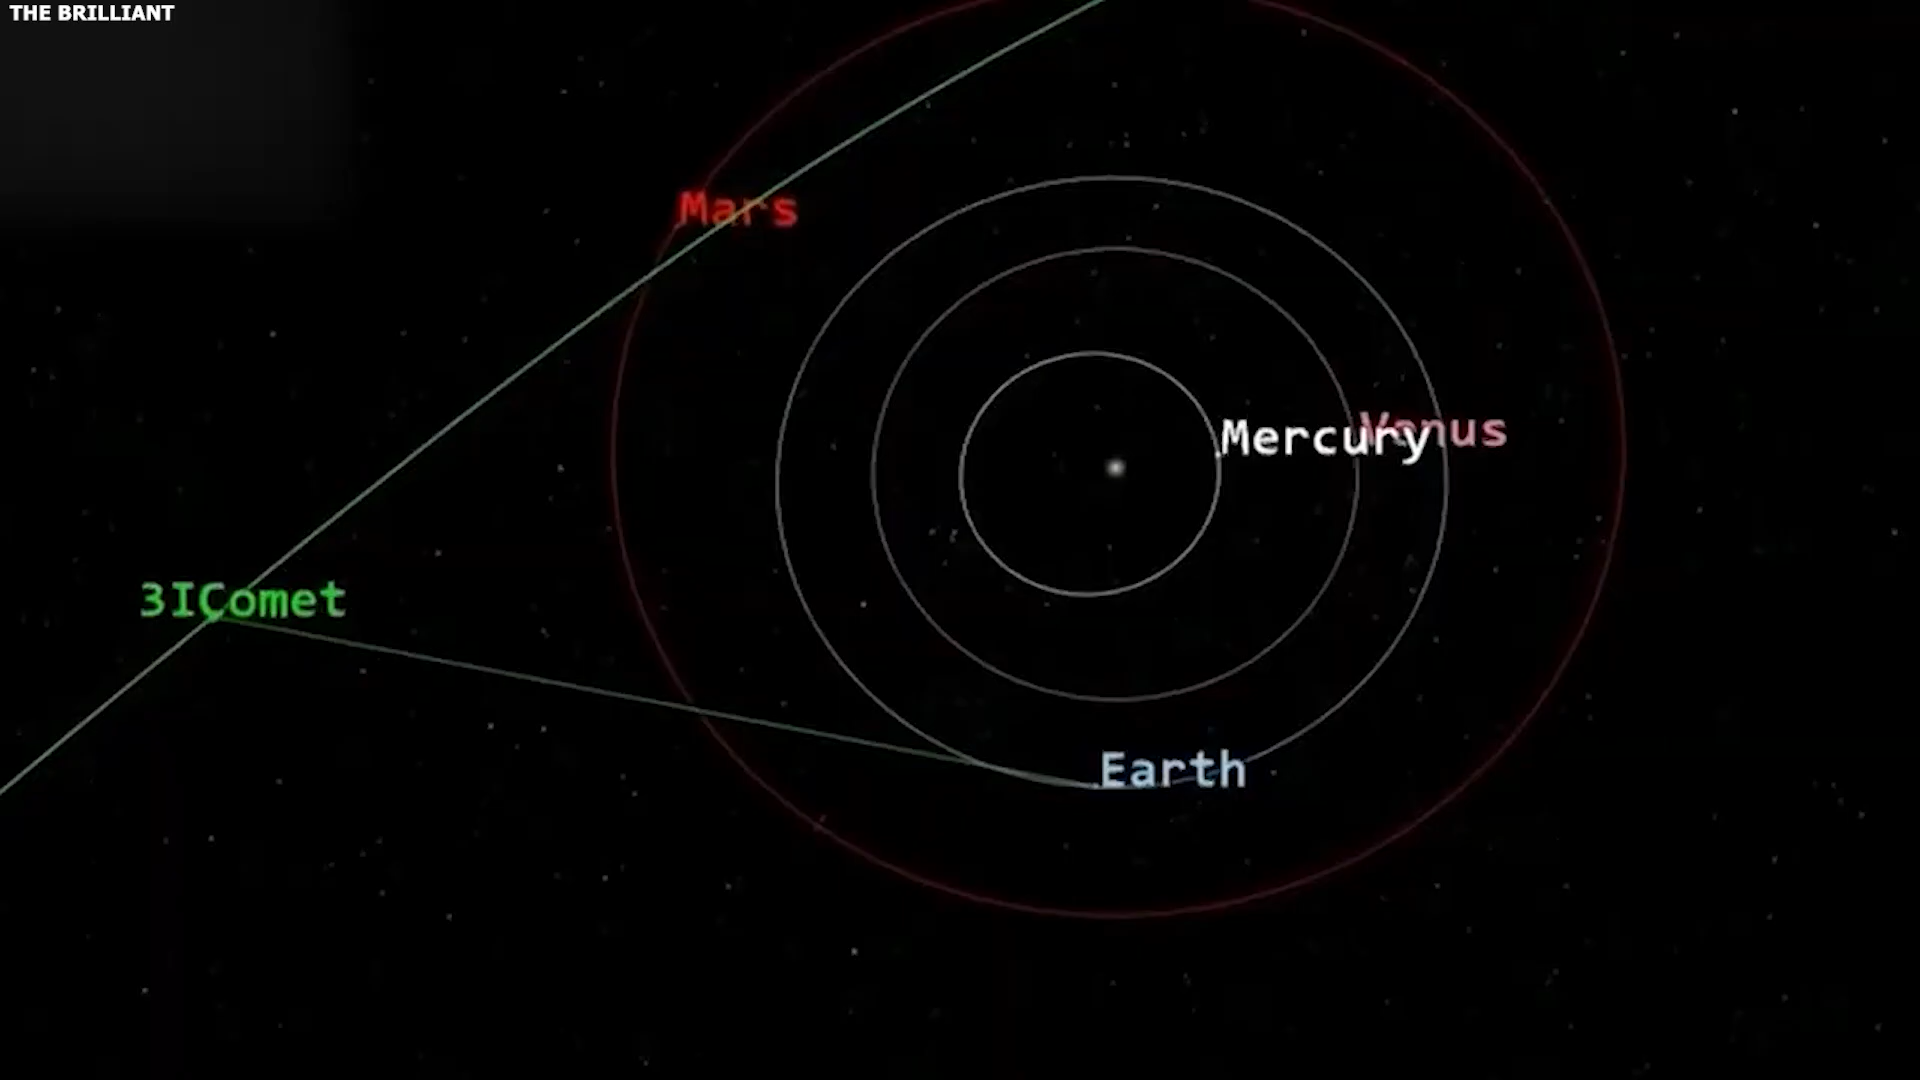 THE BRILLIANT
Mars
Mercury
Venus
3IComet
Earth